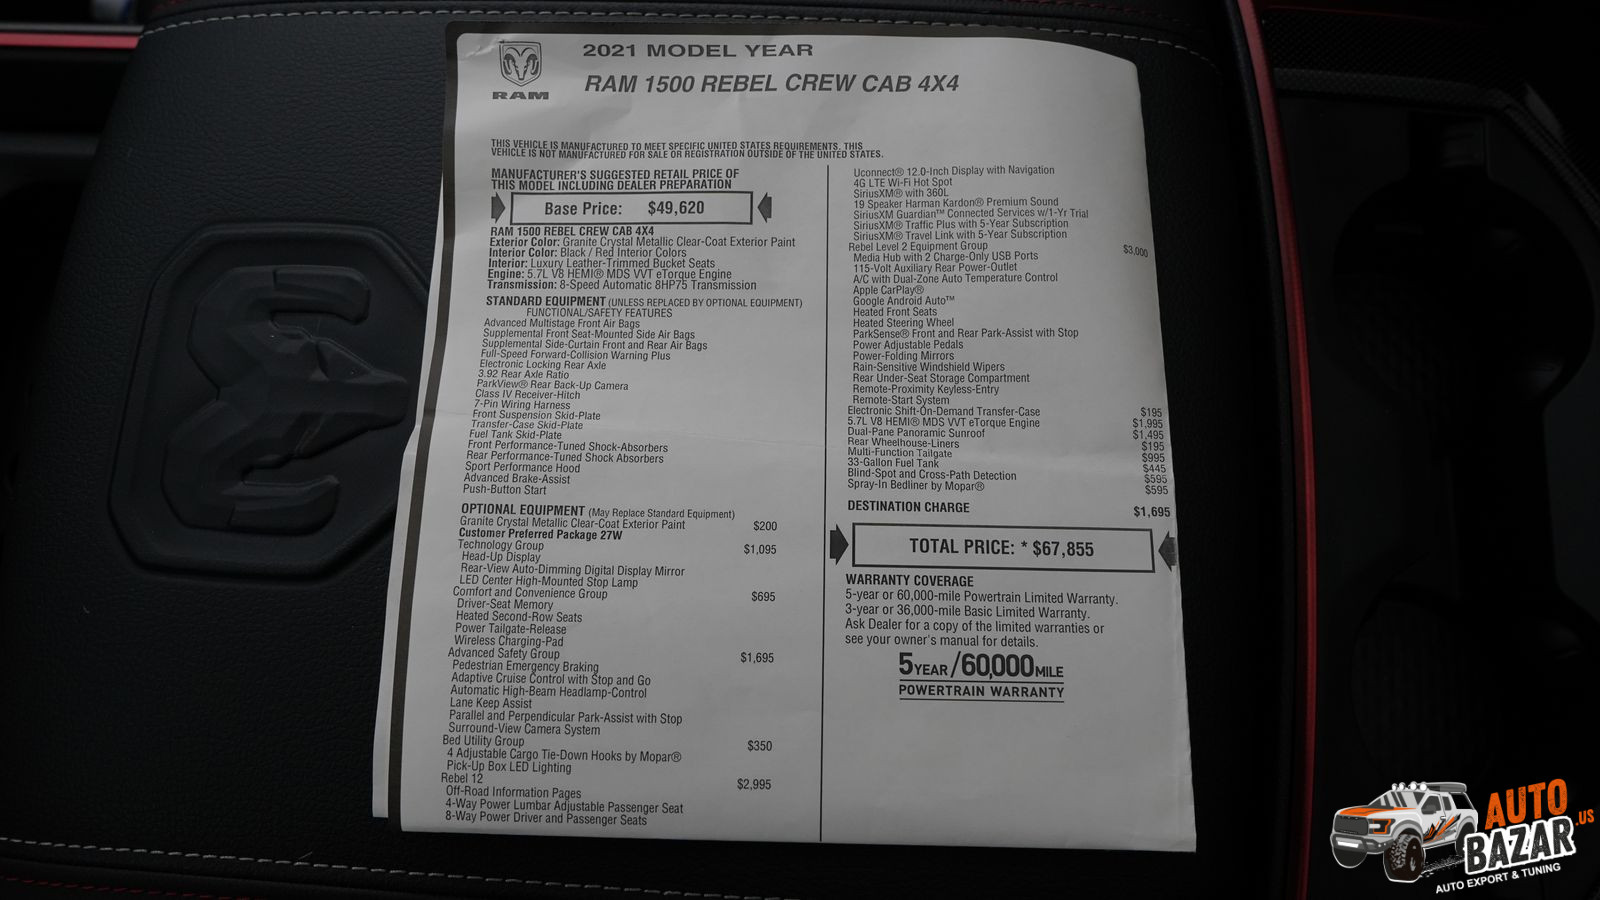 RAM
2021 MODEL YEAR
RAM 1500 REBEL CREW CAB 4X4
THIS VEHICLE IS MANUFACTURED TO MEET SPECIFIC UNITED STATES REQUIREMENTS. THIS
VEHICLE IS NOT MANUFACTURED FOR SALE OR REGISTRATION OUTSIDE OF THE UNITED STATES.
MANUFACTURER'S SUGGESTED RETAIL PRICE OF
THIS MODEL INCLUDING DEALER PREPARATION
Base Price: $49,620
RAM 1500 REBEL CREW CAB 4X4
Exterior Color: Granite Crystal Metallic Clear-Coat Exterior Paint
Interior Color: Black / Red Interior Colors
Interior: Luxury Leather-Trimmed Bucket Seats
Engine: 5.7L V8 HEMI® MDS VVT eTorque Engine
Transmission: 8-Speed Automatic 8HP75 Transmission
STANDARD EQUIPMENT (UNLESS REPLACED BY OPTIONAL EQUIPMENT)
FUNCTIONAL/SAFETY FEATURES
Advanced Multistage Front Air Bags
Supplemental Front Seat-Mounted Side Air Bags
Supplemental Side-Curtain Front and Rear Air Bags
Full-Speed Forward-Collision Warning Plus
Electronic Locking Rear Axle
3.92 Rear Axle Ratio
ParkView® Rear Back-Up Camera
Class IV Receiver-Hitch
7-Pin Wiring Harness
Front Suspension Skid-Plate
Transfer-Case Skid-Plate
Fuel Tank Skid-Plate
Front Performance-Tuned Shock-Absorbers
Rear Performance-Tuned Shock Absorbers
Sport Performance Hood
Advanced Brake-Assist
Push-Button Start
OPTIONAL EQUIPMENT (May Replace Standard Equipment)
Granite Crystal Metallic Clear-Coat Exterior Paint $200
Customer Preferred Package 27W
Technology Group $1,095
Head-Up Display
Rear-View Auto-Dimming Digital Display Mirror
LED Center High-Mounted Stop Lamp
Comfort and Convenience Group $695
Driver-Seat Memory
Heated Second-Row Seats
Power Tailgate-Release
Wireless Charging-Pad
Advanced Safety Group $1,695
Pedestrian Emergency Braking
Adaptive Cruise Control with Stop and Go
Automatic High-Beam Headlamp-Control
Lane Keep Assist
Parallel and Perpendicular Park-Assist with Stop
Surround-View Camera System
Bed Utility Group $350
4 Adjustable Cargo Tie-Down Hooks by Mopar®
Pick-Up Box LED Lighting
Rebel 12 $2,995
Off-Road Information Pages
4-Way Power Lumbar Adjustable Passenger Seat
8-Way Power Driver and Passenger Seats
Uconnect® 12.0-Inch Display with Navigation
4G LTE Wi-Fi Hot Spot
SiriusXM® with 360L
19 Speaker Harman Kardon® Premium Sound
SiriusXM Guardian™ Connected Services w/1-Yr Trial
SiriusXM® Traffic Plus with 5-Year Subscription
SiriusXM® Travel Link with 5-Year Subscription
Rebel Level 2 Equipment Group $3,000
Media Hub with 2 Charge-Only USB Ports
115-Volt Auxiliary Rear Power-Outlet
A/C with Dual-Zone Auto Temperature Control
Apple CarPlay®
Google Android Auto™
Heated Front Seats
Heated Steering Wheel
ParkSense® Front and Rear Park-Assist with Stop
Power Adjustable Pedals
Power-Folding Mirrors
Rain-Sensitive Windshield Wipers
Rear Under-Seat Storage Compartment
Remote-Proximity Keyless-Entry
Remote-Start System
Electronic Shift-On-Demand Transfer-Case $195
5.7L V8 HEMI® MDS VVT eTorque Engine $1,995
Dual-Pane Panoramic Sunroof $1,495
Rear Wheelhouse-Liners $195
Multi-Function Tailgate $995
33-Gallon Fuel Tank $445
Blind-Spot and Cross-Path Detection $595
Spray-In Bedliner by Mopar® $595
DESTINATION CHARGE $1,695
TOTAL PRICE: * $67,855
WARRANTY COVERAGE
5-year or 60,000-mile Powertrain Limited Warranty.
3-year or 36,000-mile Basic Limited Warranty.
Ask Dealer for a copy of the limited warranties or
see your owner's manual for details.
5YEAR/60,000MILE
POWERTRAIN WARRANTY
AUTO
BAZAR.US
AUTO EXPORT & TUNING